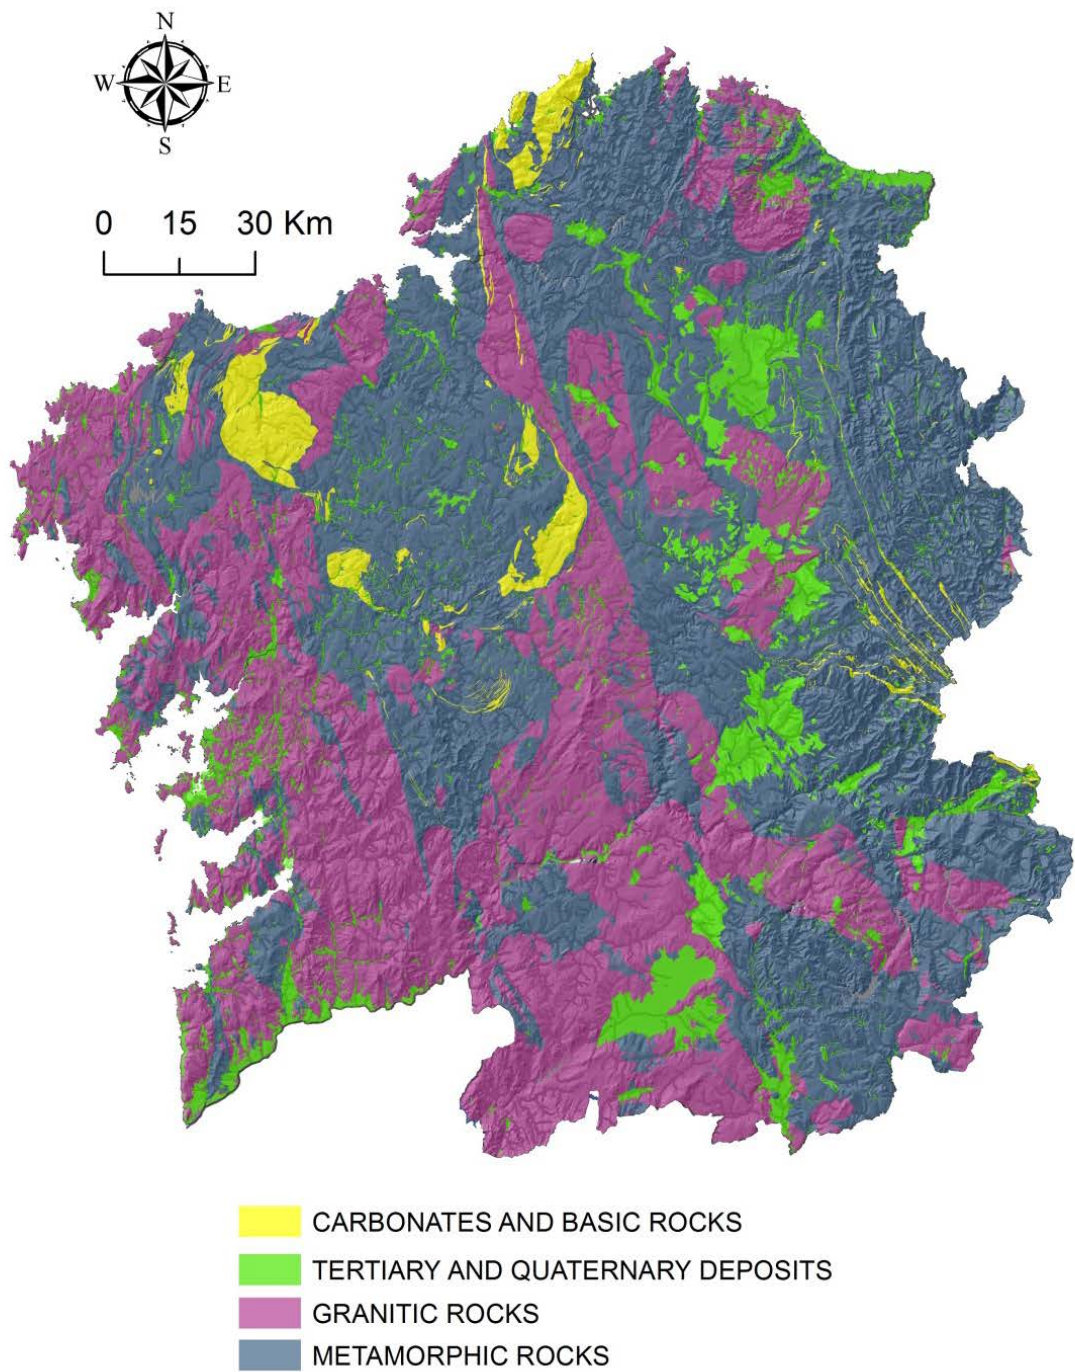 N
W E
S
0 15 30 Km
CARBONATES AND BASIC ROCKS
TERTIARY AND QUATERNARY DEPOSITS
GRANITIC ROCKS
METAMORPHIC ROCKS